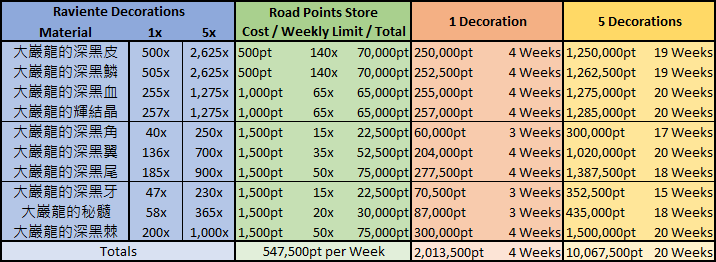 Raviente Decorations Road Points Store 1 Decoration 5 Decorations
Material 1x 5x Cost / Weekly Limit / Total
大巖龍的深黑皮 500x 2,625x 500pt 140x 70,000pt 250,000pt 4 Weeks 1,250,000pt 19 Weeks
大巖龍的深黑鱗 505x 2,625x 500pt 140x 70,000pt 252,500pt 4 Weeks 1,262,500pt 19 Weeks
大巖龍的深黑血 255x 1,275x 1,000pt 65x 65,000pt 255,000pt 4 Weeks 1,275,000pt 20 Weeks
大巖龍的輝結晶 257x 1,275x 1,000pt 65x 65,000pt 257,000pt 4 Weeks 1,285,000pt 20 Weeks
大巖龍的深黑角 40x 250x 1,500pt 15x 22,500pt 60,000pt 3 Weeks 300,000pt 17 Weeks
大巖龍的深黑翼 136x 700x 1,500pt 35x 52,500pt 204,000pt 4 Weeks 1,020,000pt 20 Weeks
大巖龍的深黑尾 185x 900x 1,500pt 50x 75,000pt 277,500pt 4 Weeks 1,387,500pt 18 Weeks
大巖龍的深黑牙 47x 230x 1,500pt 15x 22,500pt 70,500pt 3 Weeks 352,500pt 15 Weeks
大巖龍的秘髓 58x 365x 1,500pt 20x 30,000pt 87,000pt 3 Weeks 435,000pt 18 Weeks
大巖龍的深黑棘 200x 1,000x 1,500pt 50x 75,000pt 300,000pt 4 Weeks 1,500,000pt 20 Weeks
Totals 547,500pt per Week 2,013,500pt 4 Weeks 10,067,500pt 20 Weeks